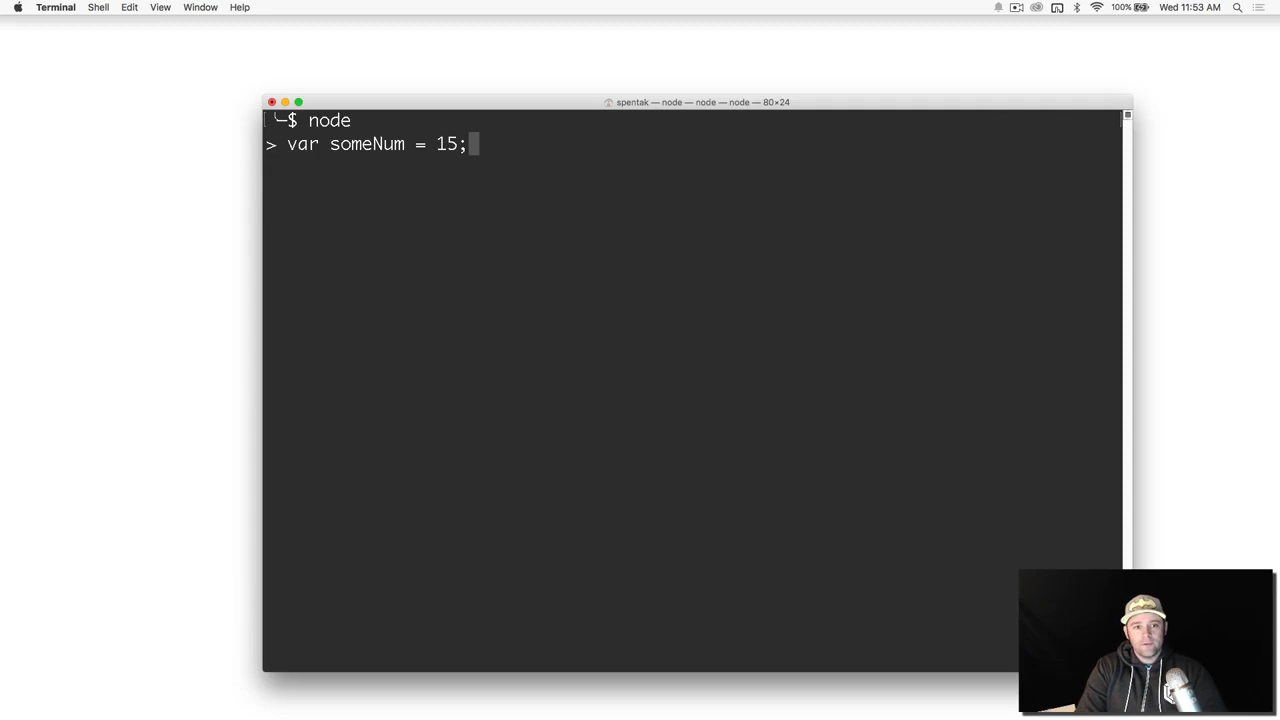 Terminal Shell Edit View Window Help 100% Wed 11:53 AM
spentak — node — node — node — 80×24
$ node
> var someNum = 15;